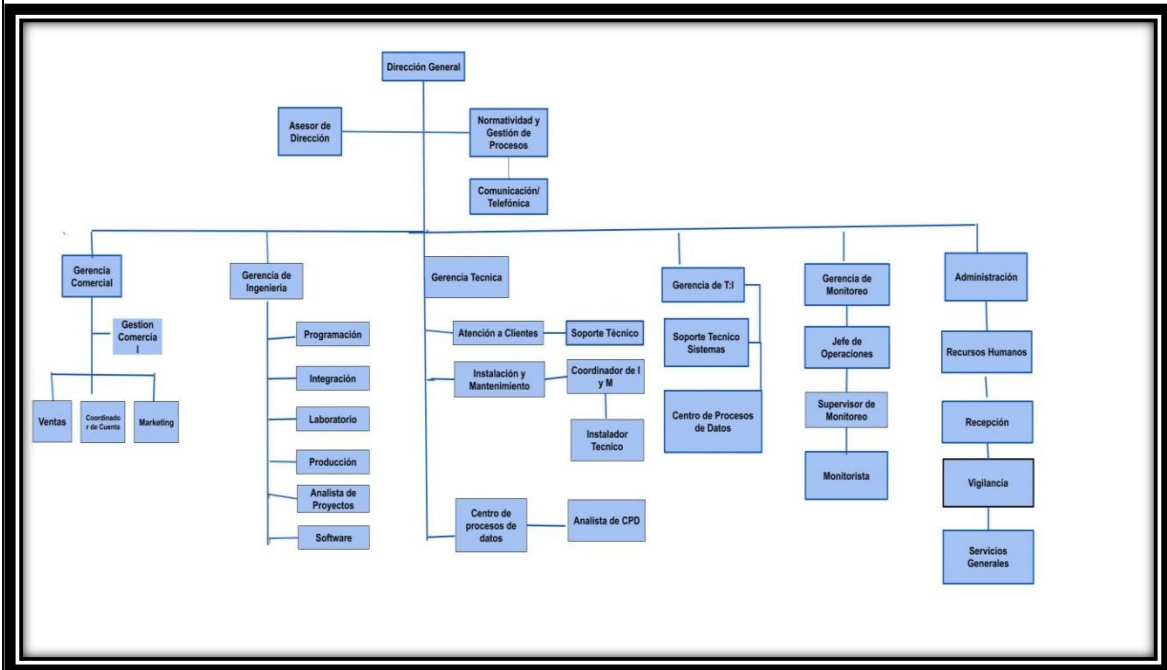 Dirección General
Asesor de
Dirección
Normatividad y
Gestión de
Procesos
Comunicación/
Telefónica
Gerencia
Comercial
Gestion
Comercia
l
Ventas
Coordinado
r de Cuenta
Marketing
Gerencia de
Ingenieria
Programación
Integración
Laboratorio
Producción
Analista de
Proyectos
Software
Gerencia Tecnica
Atención a Clientes
Soporte Técnico
Instalación y
Mantenimiento
Coordinador de I
y M
Instalador
Tecnico
Centro de
procesos de
datos
Analista de CPD
Gerencia de T:I
Soporte Tecnico
Sistemas
Centro de Procesos
de Datos
Gerencia de
Monitoreo
Jefe de
Operaciones
Supervisor de
Monitoreo
Monitorista
Administración
Recursos Humanos
Recepción
Vigilancia
Servicios
Generales